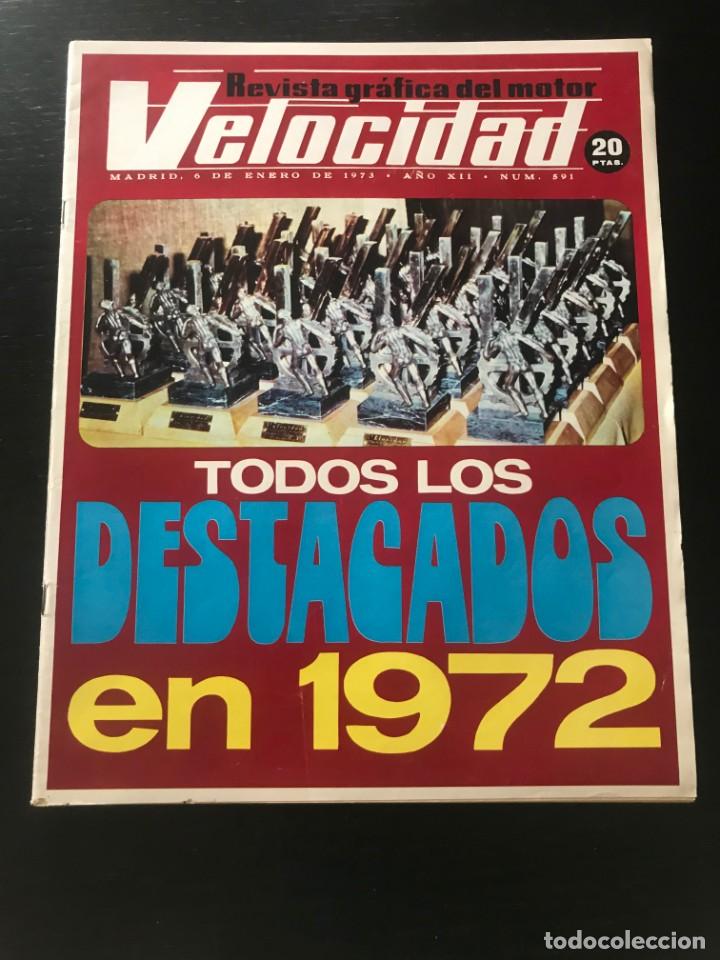 Revista gráfica del motor
Velocidad
20
PTAS.
MADRID, 6 DE ENERO DE 1973 • AÑO XII • NUM. 591
Velocidad
TODOS LOS
DESTACADOS
en 1972
todocoleccion